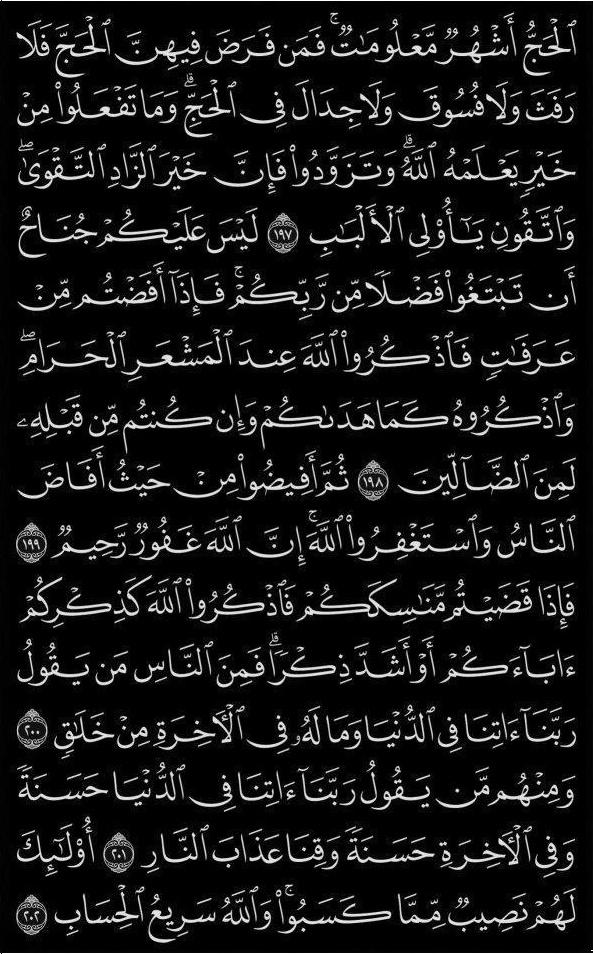 ٱلْحَجُّ أَشْهُرٌ مَّعْلُومَٰتٌ ۚ فَمَن فَرَضَ فِيهِنَّ ٱلْحَجَّ فَلَا
رَفَثَ وَلَا فُسُوقَ وَلَا جِدَالَ فِى ٱلْحَجِّ ۗ وَمَا تَفْعَلُوا۟ مِنْ
خَيْرٍ يَعْلَمْهُ ٱللَّهُ ۗ وَتَزَوَّدُوا۟ فَإِنَّ خَيْرَ ٱلزَّادِ ٱلتَّقْوَىٰ ۖ
وَٱتَّقُونِ يَٰٓأُو۟لِى ٱلْأَلْبَٰبِ ١٩٧ لَيْسَ عَلَيْكُمْ جُنَاحٌ
أَن تَبْتَغُوا۟ فَضْلًا مِّن رَّبِّكُمْ ۚ فَإِذَآ أَفَضْتُم مِّنْ
عَرَفَٰتٍ فَٱذْكُرُوا۟ ٱللَّهَ عِندَ ٱلْمَشْعَرِ ٱلْحَرَامِ ۖ
وَٱذْكُرُوهُ كَمَا هَدَىٰكُمْ وَإِن كُنتُم مِّن قَبْلِهِۦ
لَمِنَ ٱلضَّآلِّينَ ١٩٨ ثُمَّ أَفِيضُوا۟ مِنْ حَيْثُ أَفَاضَ
ٱلنَّاسُ وَٱسْتَغْفِرُوا۟ ٱللَّهَ ۚ إِنَّ ٱللَّهَ غَفُورٌ رَّحِيمٌ ١٩٩
فَإِذَا قَضَيْتُم مَّنَٰسِكَكُمْ فَٱذْكُرُوا۟ ٱللَّهَ كَذِكْرِكُمْ
ءَابَآءَكُمْ أَوْ أَشَدَّ ذِكْرًا ۗ فَمِنَ ٱلنَّاسِ مَن يَقُولُ
رَبَّنَآ ءَاتِنَا فِى ٱلدُّنْيَا وَمَا لَهُۥ فِى ٱلْءَاخِرَةِ مِنْ خَلَٰقٍ ٢٠٠
وَمِنْهُم مَّن يَقُولُ رَبَّنَآ ءَاتِنَا فِى ٱلدُّنْيَا حَسَنَةً
وَفِى ٱلْءَاخِرَةِ حَسَنَةً وَقِنَا عَذَابَ ٱلنَّارِ ٢٠١ أُو۟لَٰٓئِكَ
لَهُمْ نَصِيبٌ مِّمَّا كَسَبُوا۟ ۚ وَٱللَّهُ سَرِيعُ ٱلْحِسَابِ ٢٠٢